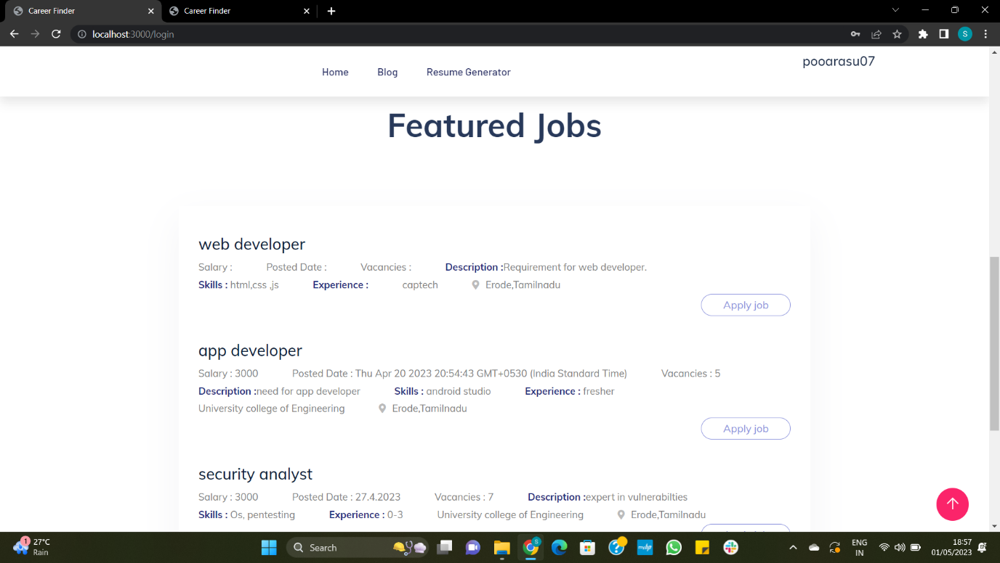 Career Finder
Career Finder
localhost:3000/login
S
Home Blog Resume Generator
pooarasu07
Featured Jobs
web developer
Salary : Posted Date : Vacancies : Description :Requirement for web developer.
Skills : html,css ,js Experience : captech Erode,Tamilnadu
Apply job
app developer
Salary : 3000 Posted Date : Thu Apr 20 2023 20:54:43 GMT+0530 (India Standard Time) Vacancies : 5
Description :need for app developer Skills : android studio Experience : fresher
University college of Engineering Erode,Tamilnadu
Apply job
security analyst
Salary : 3000 Posted Date : 27.4.2023 Vacancies : 7 Description :expert in vulnerabilties
Skills : Os, pentesting Experience : 0-3 University college of Engineering Erode,Tamilnadu
1
27°C
Rain
Search
S
myhp
ENG
IN
18:57
01/05/2023